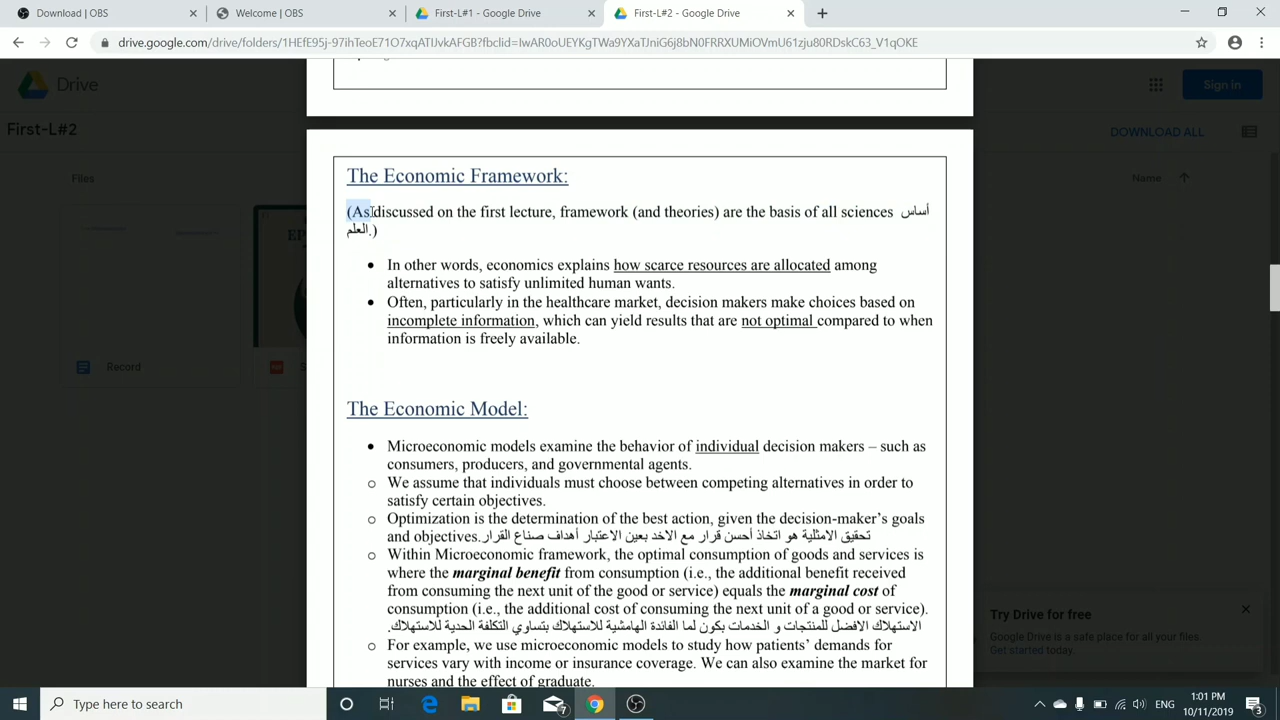 Download | OBS
Welcome | OBS
First-L#1 - Google Drive
First-L#2 - Google Drive
drive.google.com/drive/folders/1HEfE95j-97ihTeoE71O7xqATIJvkAFGB?fbclid=IwAR0oUEYKgTWa9YXaTJniG6j8bN0FRRXUMiOVmU61zju80RDskC63_V1qOKE
Drive
Sign in
First-L#2
DOWNLOAD ALL
Files
Name
The Economic Framework:
(As discussed on the first lecture, framework (and theories) are the basis of all sciences أساس
العلم.)
• In other words, economics explains how scarce resources are allocated among
alternatives to satisfy unlimited human wants.
• Often, particularly in the healthcare market, decision makers make choices based on
incomplete information, which can yield results that are not optimal compared to when
information is freely available.
Record
The Economic Model:
• Microeconomic models examine the behavior of individual decision makers – such as
consumers, producers, and governmental agents.
o We assume that individuals must choose between competing alternatives in order to
satisfy certain objectives.
o Optimization is the determination of the best action, given the decision-maker's goals
and objectives. تحقيق الامثلية هو اتخاذ أحسن قرار مع الاخد بعين الاعتبار أهداف صناع القرار
o Within Microeconomic framework, the optimal consumption of goods and services is
where the marginal benefit from consumption (i.e., the additional benefit received
from consuming the next unit of the good or service) equals the marginal cost of
consumption (i.e., the additional cost of consuming the next unit of a good or service).
الاستهلاك الافضل للمنتجات و الخدمات بكون لما الفائدة الهامشية للاستهلاك بتساوي التكلفة الحدية للاستهلاك.
o For example, we use microeconomic models to study how patients' demands for
services vary with income or insurance coverage. We can also examine the market for
nurses and the effect of graduate.
Try Drive for free
Google Drive is a safe place for all your files
Get started today.
Type here to search
7
ENG
1:01 PM
10/11/2019
3